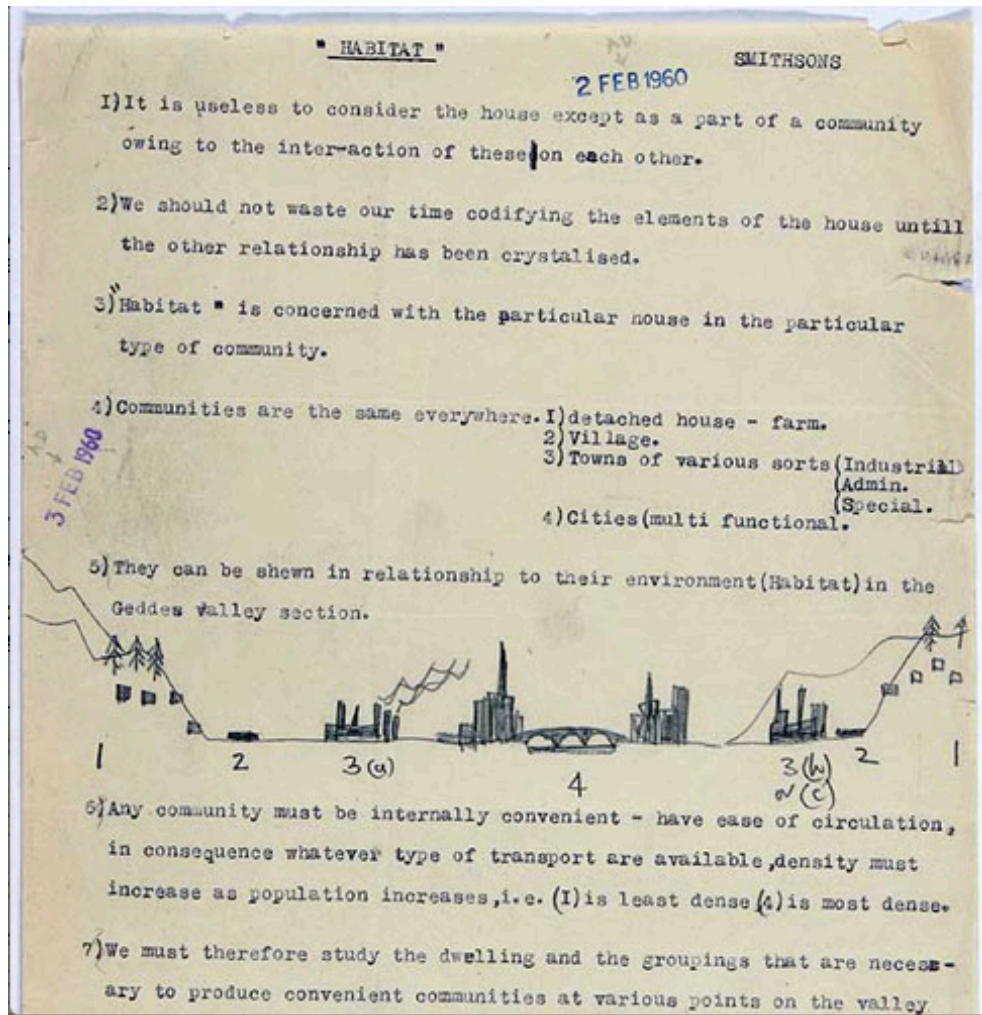 " HABITAT "
SMITHSONS
2 FEB 1960
I)It is useless to consider the house except as a part of a community
owing to the inter-action of these on each other.
2)We should not waste our time codifying the elements of the house untill
the other relationship has been crystalised.
3)"Habitat " is concerned with the particular house in the particular
type of community.
4)Communities are the same everywhere. I)detached house - farm.
2)Village.
3)Towns of various sorts(Industrial
(Admin.
(Special.
4)Cities(multi functional.
3 FEB 1960
5)They can be shewn in relationship to their environment(Habitat)in the
Geddes Valley section.
1 2 3(a) 4 3(b) 2 1
or (c)
6)Any community must be internally convenient - have ease of circulation,
in consequence whatever type of transport are available,density must
increase as population increases,i.e.(I)is least dense(4)is most dense.
7)We must therefore study the dwelling and the groupings that are necess-
ary to produce convenient communities at various points on the valley